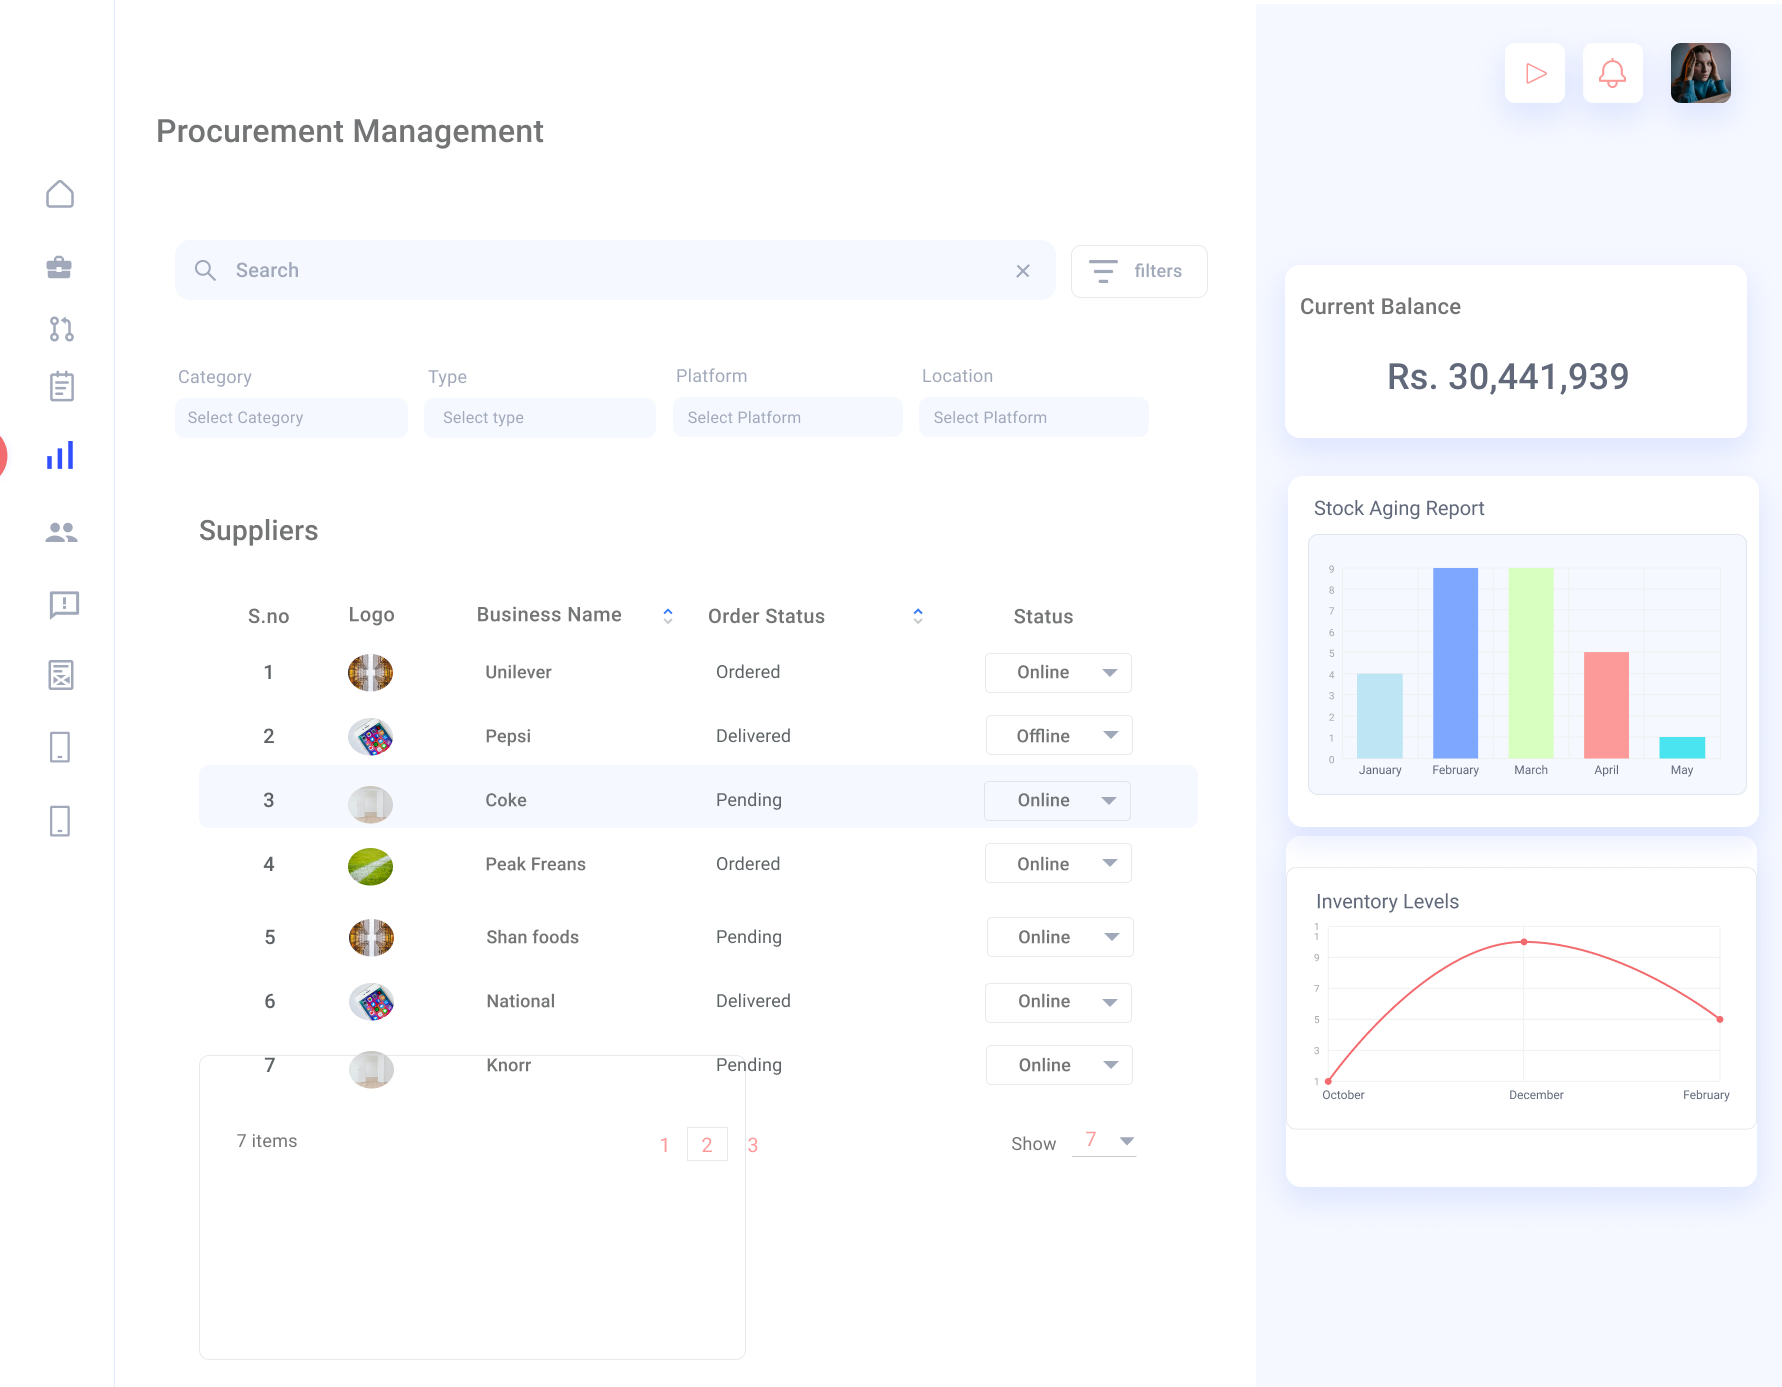 Procurement Management
Search
filters
Category
Type
Platform
Location
Select Category
Select type
Select Platform
Select Platform
Suppliers
S.no Logo Business Name Order Status Status
1 Unilever Ordered Online
2 Pepsi Delivered Offline
3 Coke Pending Online
4 Peak Freans Ordered Online
5 Shan foods Pending Online
6 National Delivered Online
7 Knorr Pending Online
7 items
1 2 3
Show 7
Current Balance
Rs. 30,441,939
Stock Aging Report
9
8
7
6
5
4
3
2
1
0
January February March April May
Inventory Levels
1
1
9
7
5
3
1
October December February